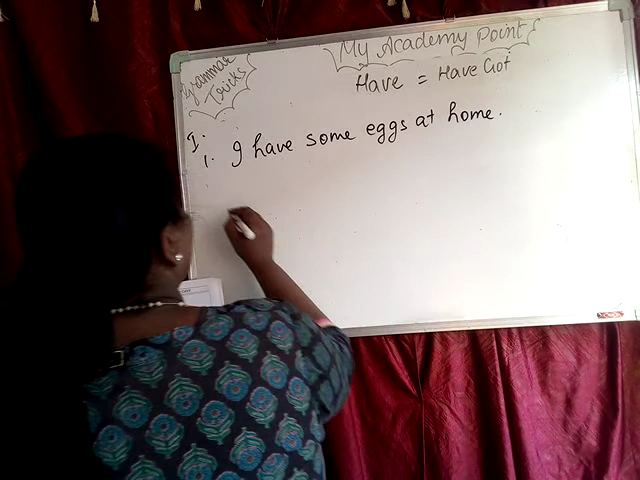 My Academy Point
Grammar
Tricks
Have = Have Got
I.
1. I have some eggs at home.